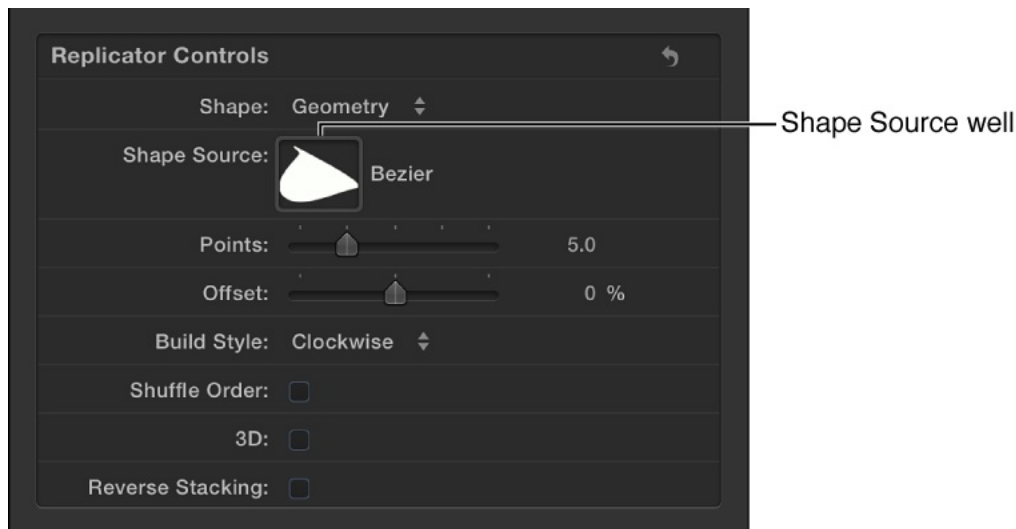 Replicator Controls
Shape: Geometry
Shape Source well
Shape Source: Bezier
Points: 5.0
Offset: 0 %
Build Style: Clockwise
Shuffle Order:
3D:
Reverse Stacking: